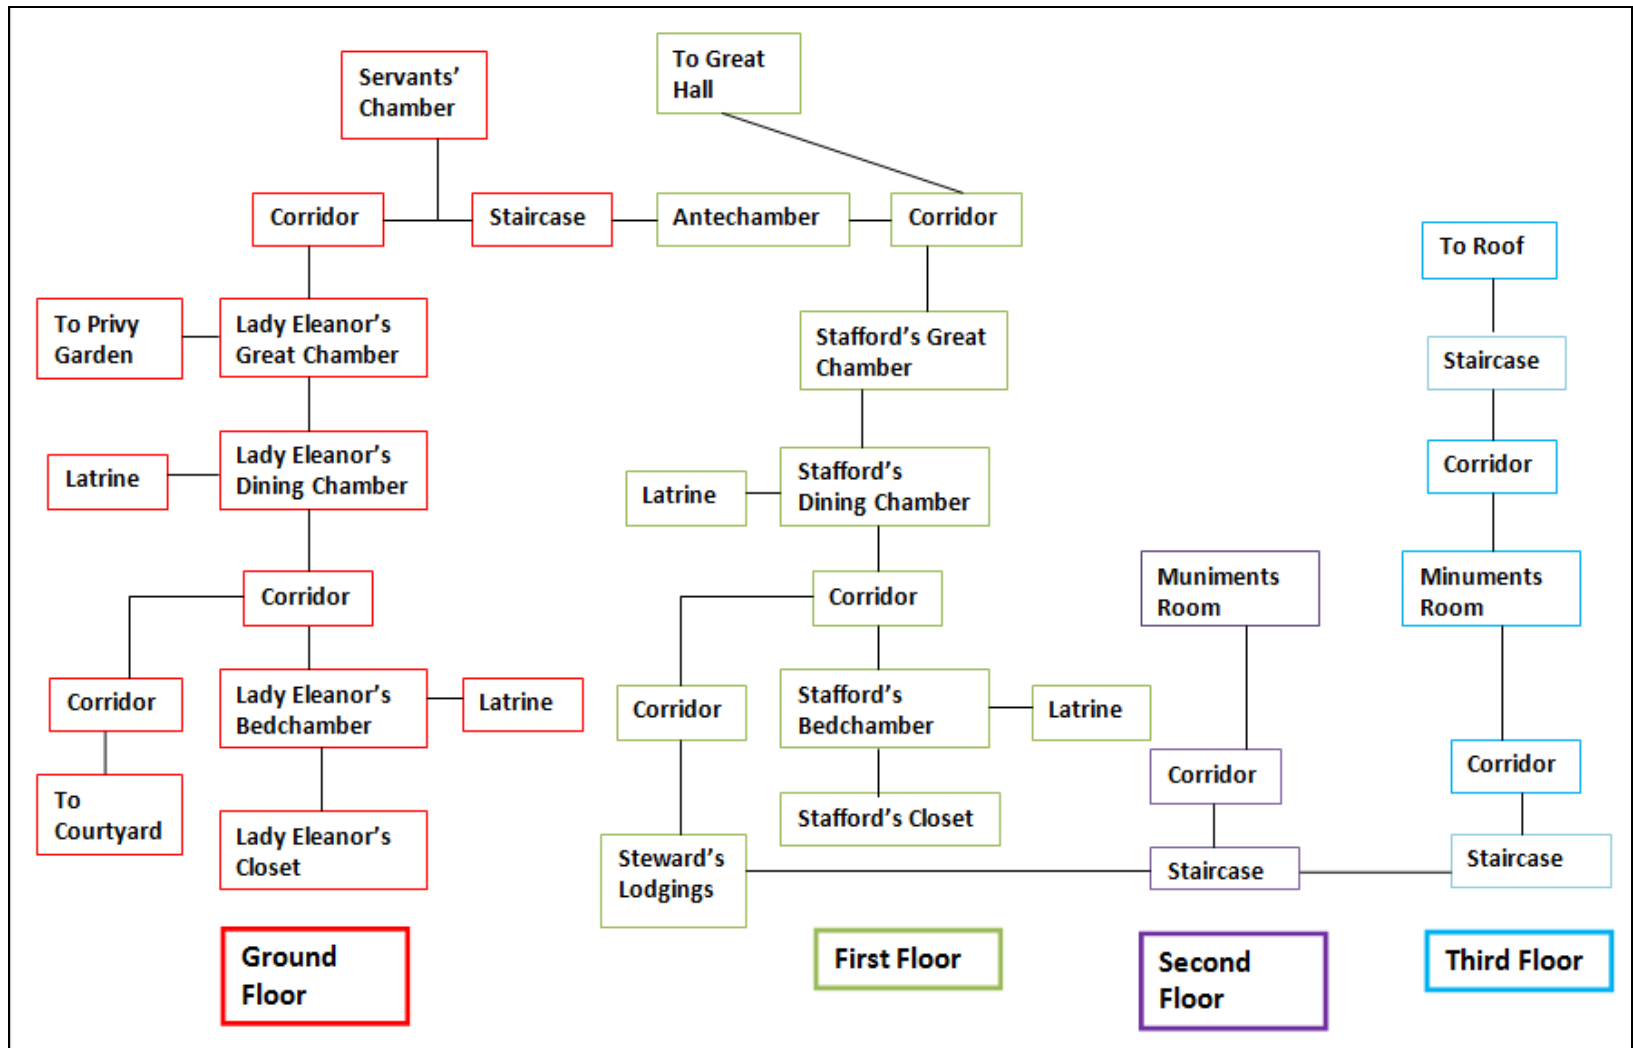 Servants’
Chamber
To Great
Hall
Corridor
Staircase
Antechamber
Corridor
To Roof
To Privy
Garden
Lady Eleanor’s
Great Chamber
Stafford’s Great
Chamber
Staircase
Latrine
Lady Eleanor’s
Dining Chamber
Latrine
Stafford’s
Dining Chamber
Corridor
Corridor
Corridor
Muniments
Room
Minuments
Room
Corridor
Lady Eleanor’s
Bedchamber
Latrine
Corridor
Stafford’s
Bedchamber
Latrine
Corridor
Corridor
To
Courtyard
Lady Eleanor’s
Closet
Stafford’s Closet
Steward’s
Lodgings
Staircase
Staircase
Ground
Floor
First Floor
Second
Floor
Third Floor